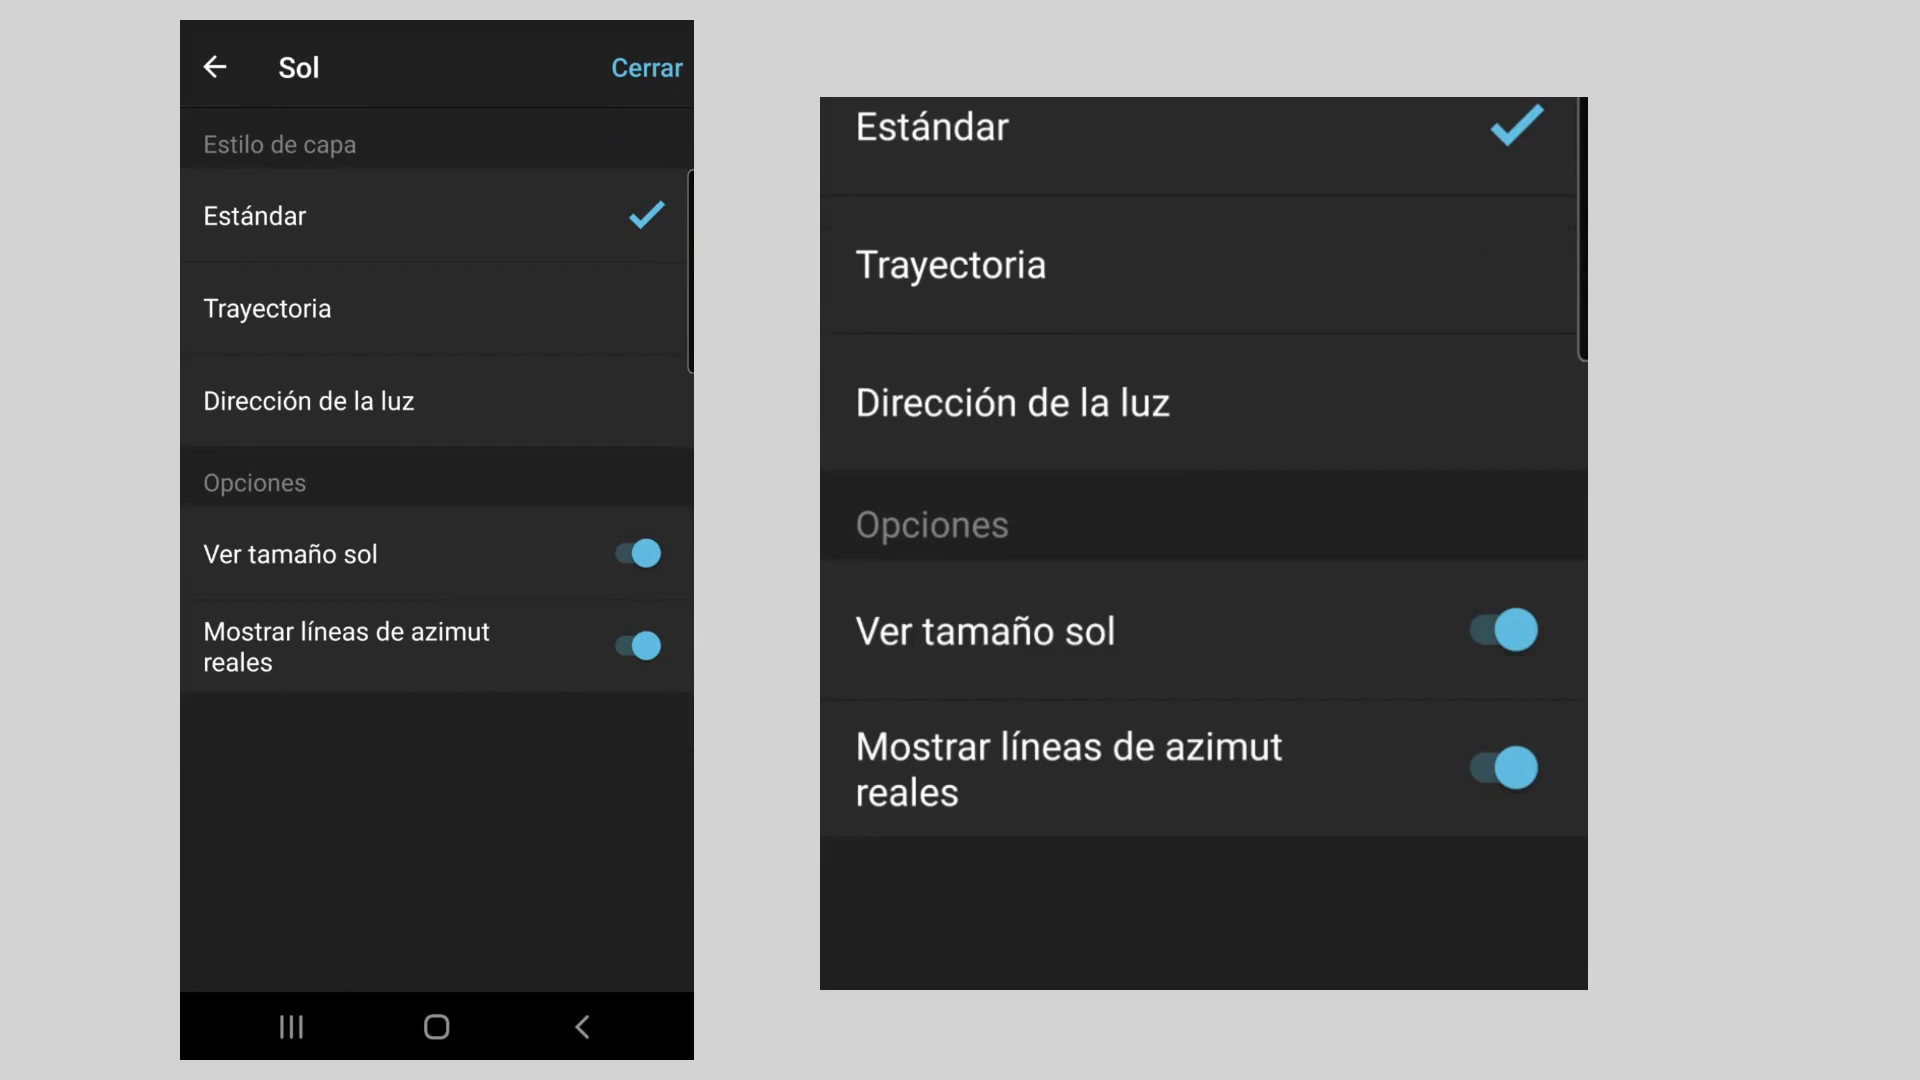 Sol
Cerrar
Estilo de capa
Estándar
Trayectoria
Dirección de la luz
Opciones
Ver tamaño sol
Mostrar líneas de azimut
reales
Estándar
Trayectoria
Dirección de la luz
Opciones
Ver tamaño sol
Mostrar líneas de azimut
reales